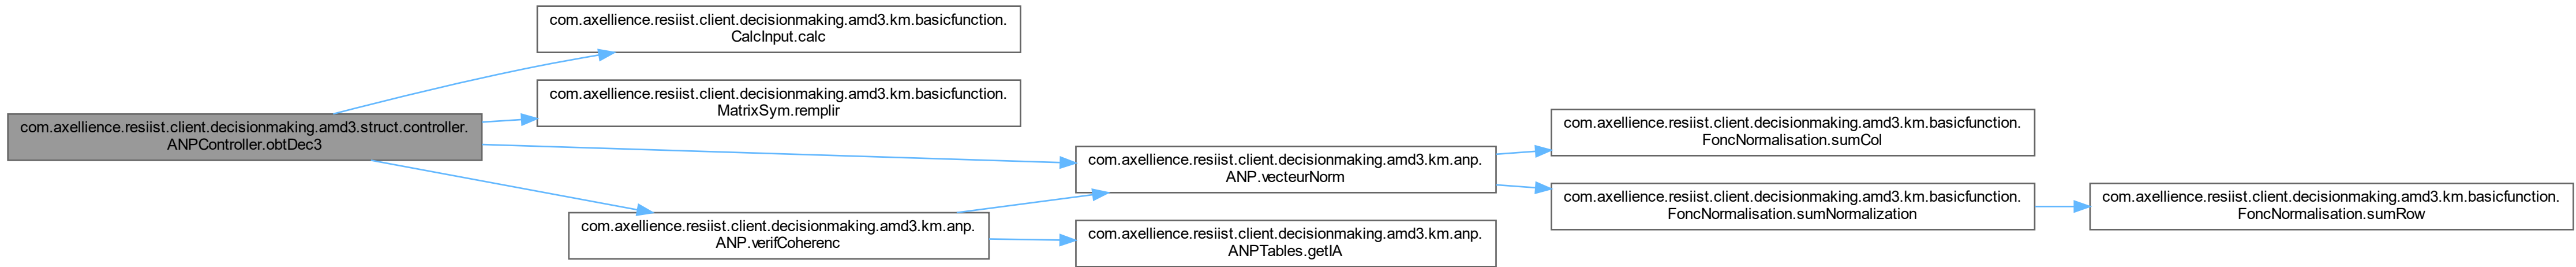 com.axellience.resiist.client.decisionmaking.amd3.struct.controller.
ANPController.obtDec3
com.axellience.resiist.client.decisionmaking.amd3.km.basicfunction.
CalcInput.calc
com.axellience.resiist.client.decisionmaking.amd3.km.basicfunction.
MatrixSym.remplir
com.axellience.resiist.client.decisionmaking.amd3.km.anp.
ANP.verifCoherenc
com.axellience.resiist.client.decisionmaking.amd3.km.anp.
ANP.vecteurNorm
com.axellience.resiist.client.decisionmaking.amd3.km.anp.
ANPTables.getIA
com.axellience.resiist.client.decisionmaking.amd3.km.basicfunction.
FoncNormalisation.sumCol
com.axellience.resiist.client.decisionmaking.amd3.km.basicfunction.
FoncNormalisation.sumNormalization
com.axellience.resiist.client.decisionmaking.amd3.km.basicfunction.
FoncNormalisation.sumRow